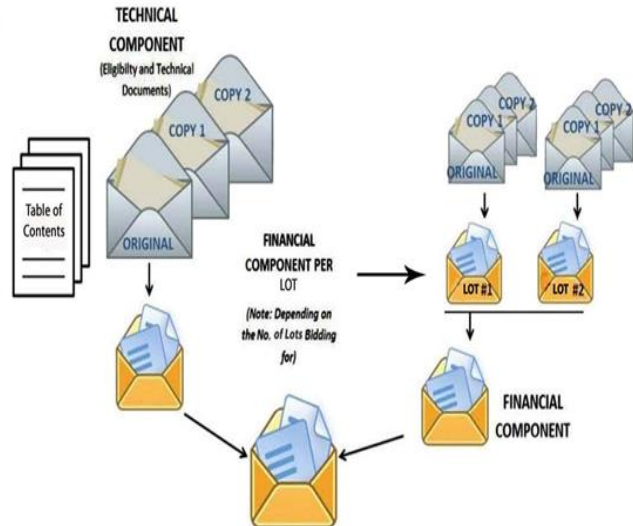 TECHNICAL
COMPONENT
(Eligibilty and Technical
Documents)
COPY 2
COPY 1
ORIGINAL
Table of
Contents
FINANCIAL
COMPONENT PER
LOT
(Note: Depending on
the No. of Lots Bidding
for)
COPY 2
COPY 1
ORIGINAL
COPY 2
COPY 1
ORIGINAL
LOT #1
LOT #2
FINANCIAL
COMPONENT